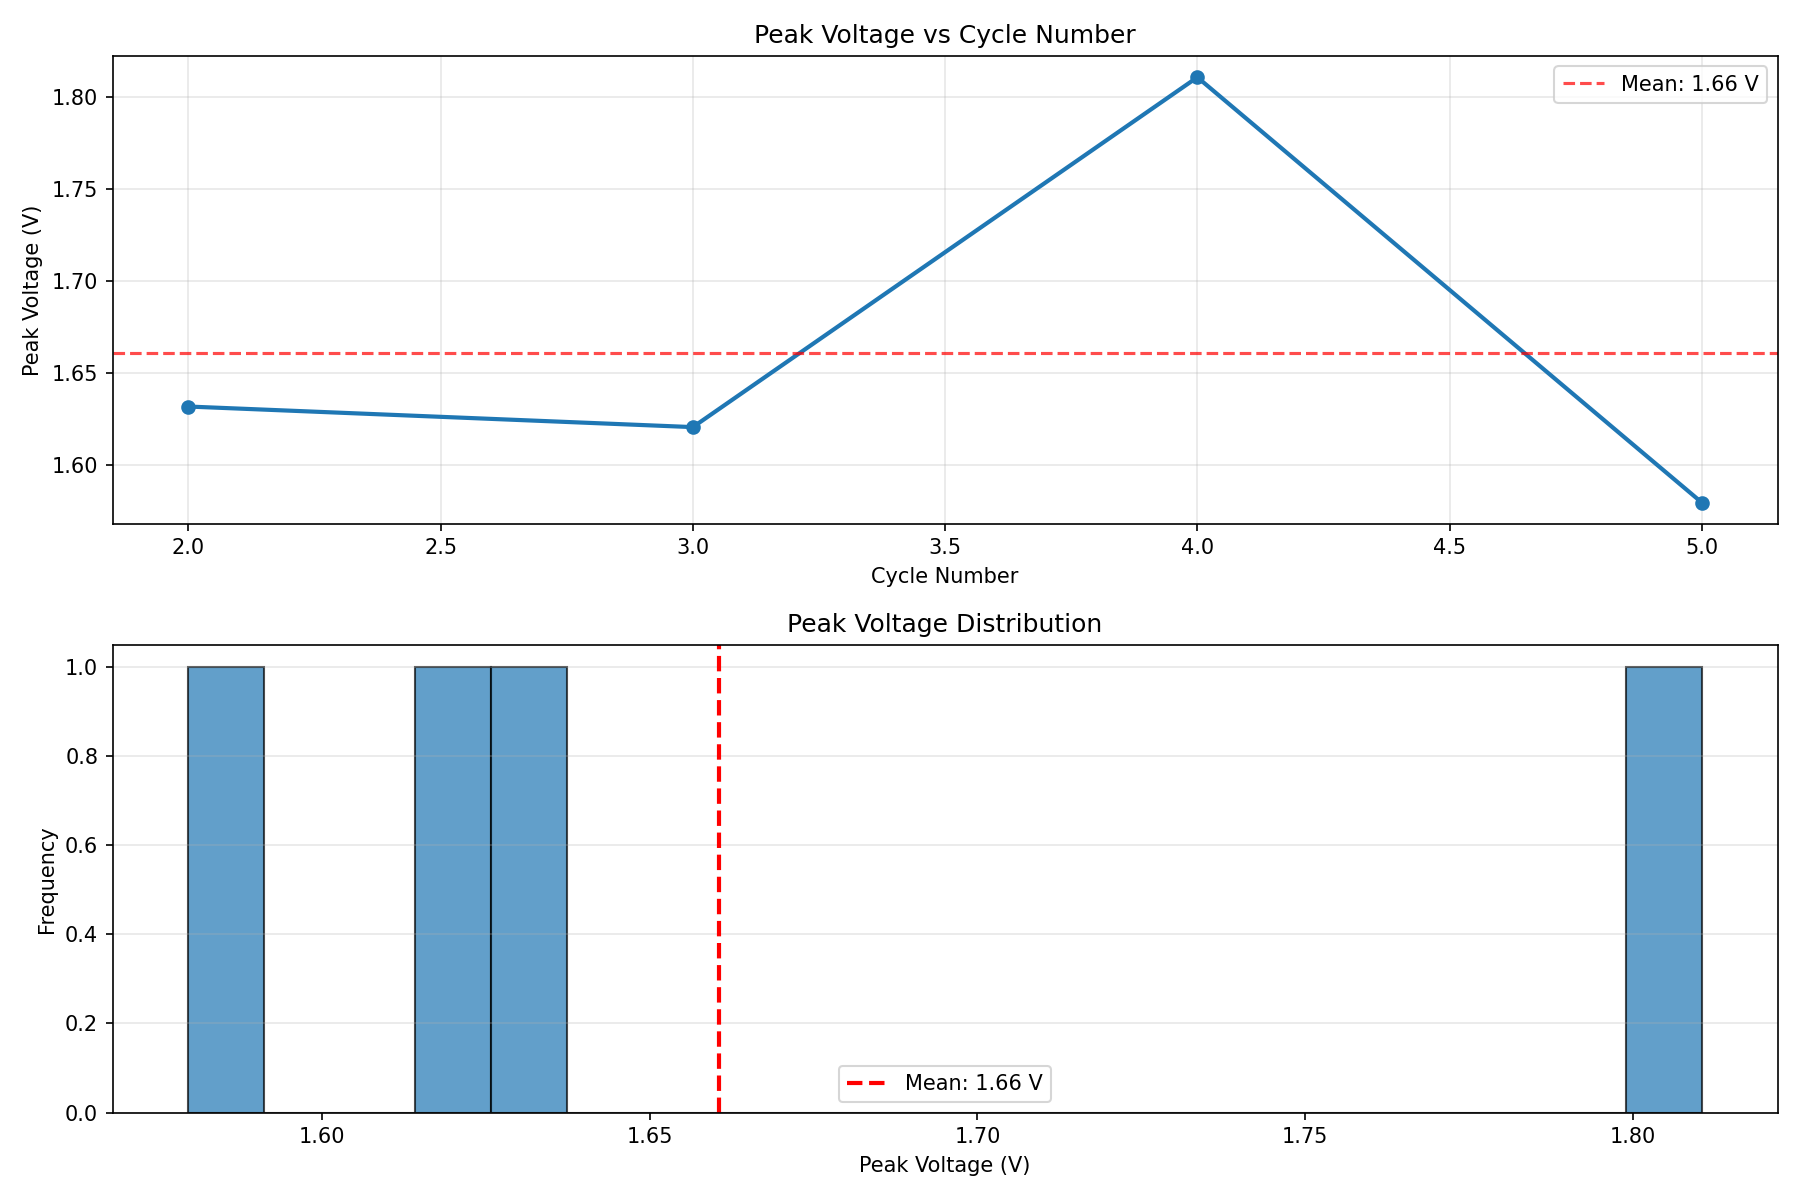 Peak Voltage vs Cycle Number
Mean: 1.66 V
Peak Voltage (V)
1.80
1.75
1.70
1.65
1.60
2.0 2.5 3.0 3.5 4.0 4.5 5.0
Cycle Number
Peak Voltage Distribution
Frequency
1.0
0.8
0.6
0.4
0.2
0.0
Mean: 1.66 V
1.60 1.65 1.70 1.75 1.80
Peak Voltage (V)